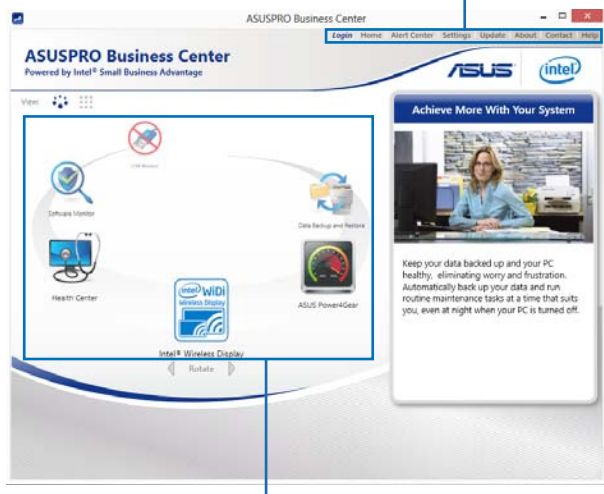 ASUSPRO Business Center
Login Home Alert Center Settings Update About Contact Help
ASUSPRO Business Center
Powered by Intel® Small Business Advantage
ASUS
intel
View:
Achieve More With Your System
USB Blocker
Software Monitor
Data Backup and Restore
Health Center
ASUS Power4Gear
intel WiDi
Wireless Display
Intel® Wireless Display
Rotate
Keep your data backed up and your PC
healthy, eliminating worry and frustration.
Automatically back up your data and run
routine maintenance tasks at a time that suits
you, even at night when your PC is turned off.